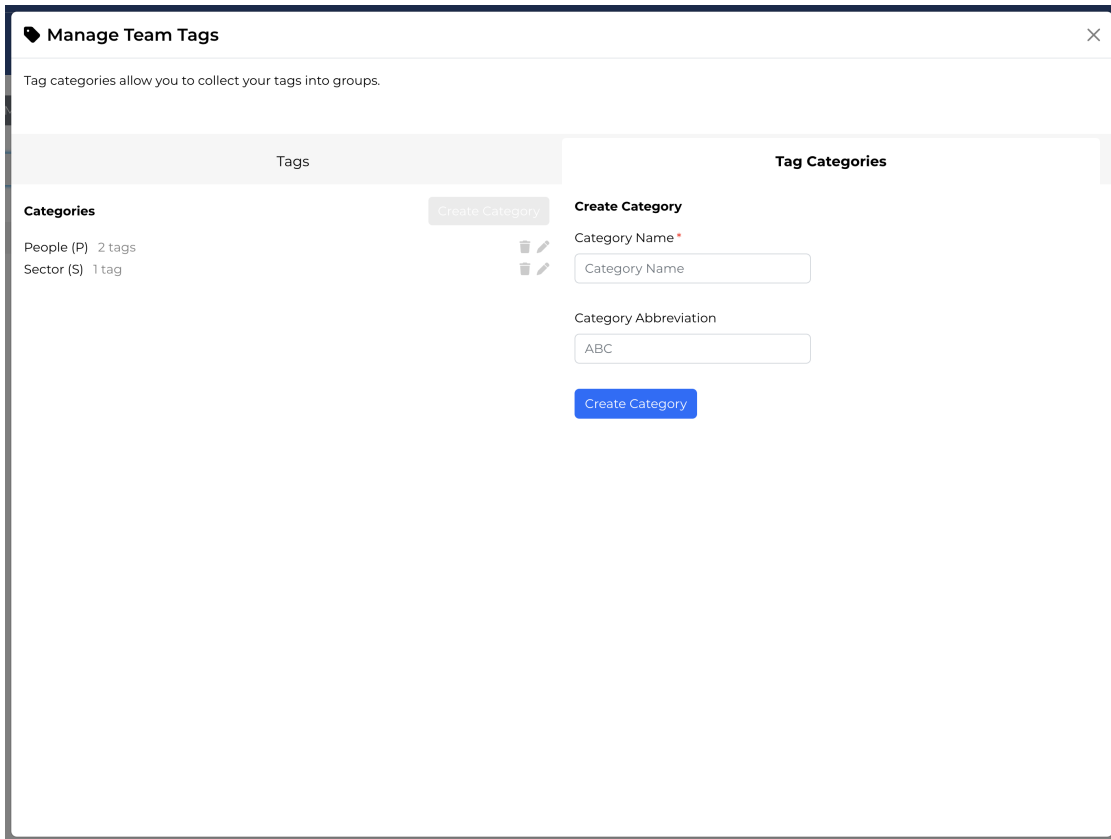 Manage Team Tags
Tag categories allow you to collect your tags into groups.
Tags
Tag Categories
Categories
Create Category
People (P) 2 tags
Sector (S) 1 tag
Create Category
Category Name *
Category Name
Category Abbreviation
ABC
Create Category